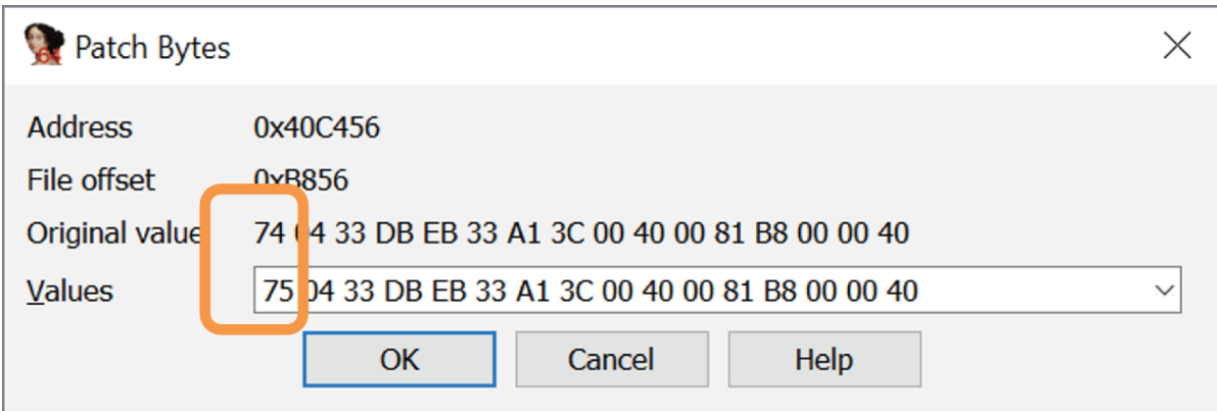 Patch Bytes
Address 0x40C456
File offset 0xB856
Original value 74 04 33 DB EB 33 A1 3C 00 40 00 81 B8 00 00 40
Values 75 04 33 DB EB 33 A1 3C 00 40 00 81 B8 00 00 40
OK Cancel Help